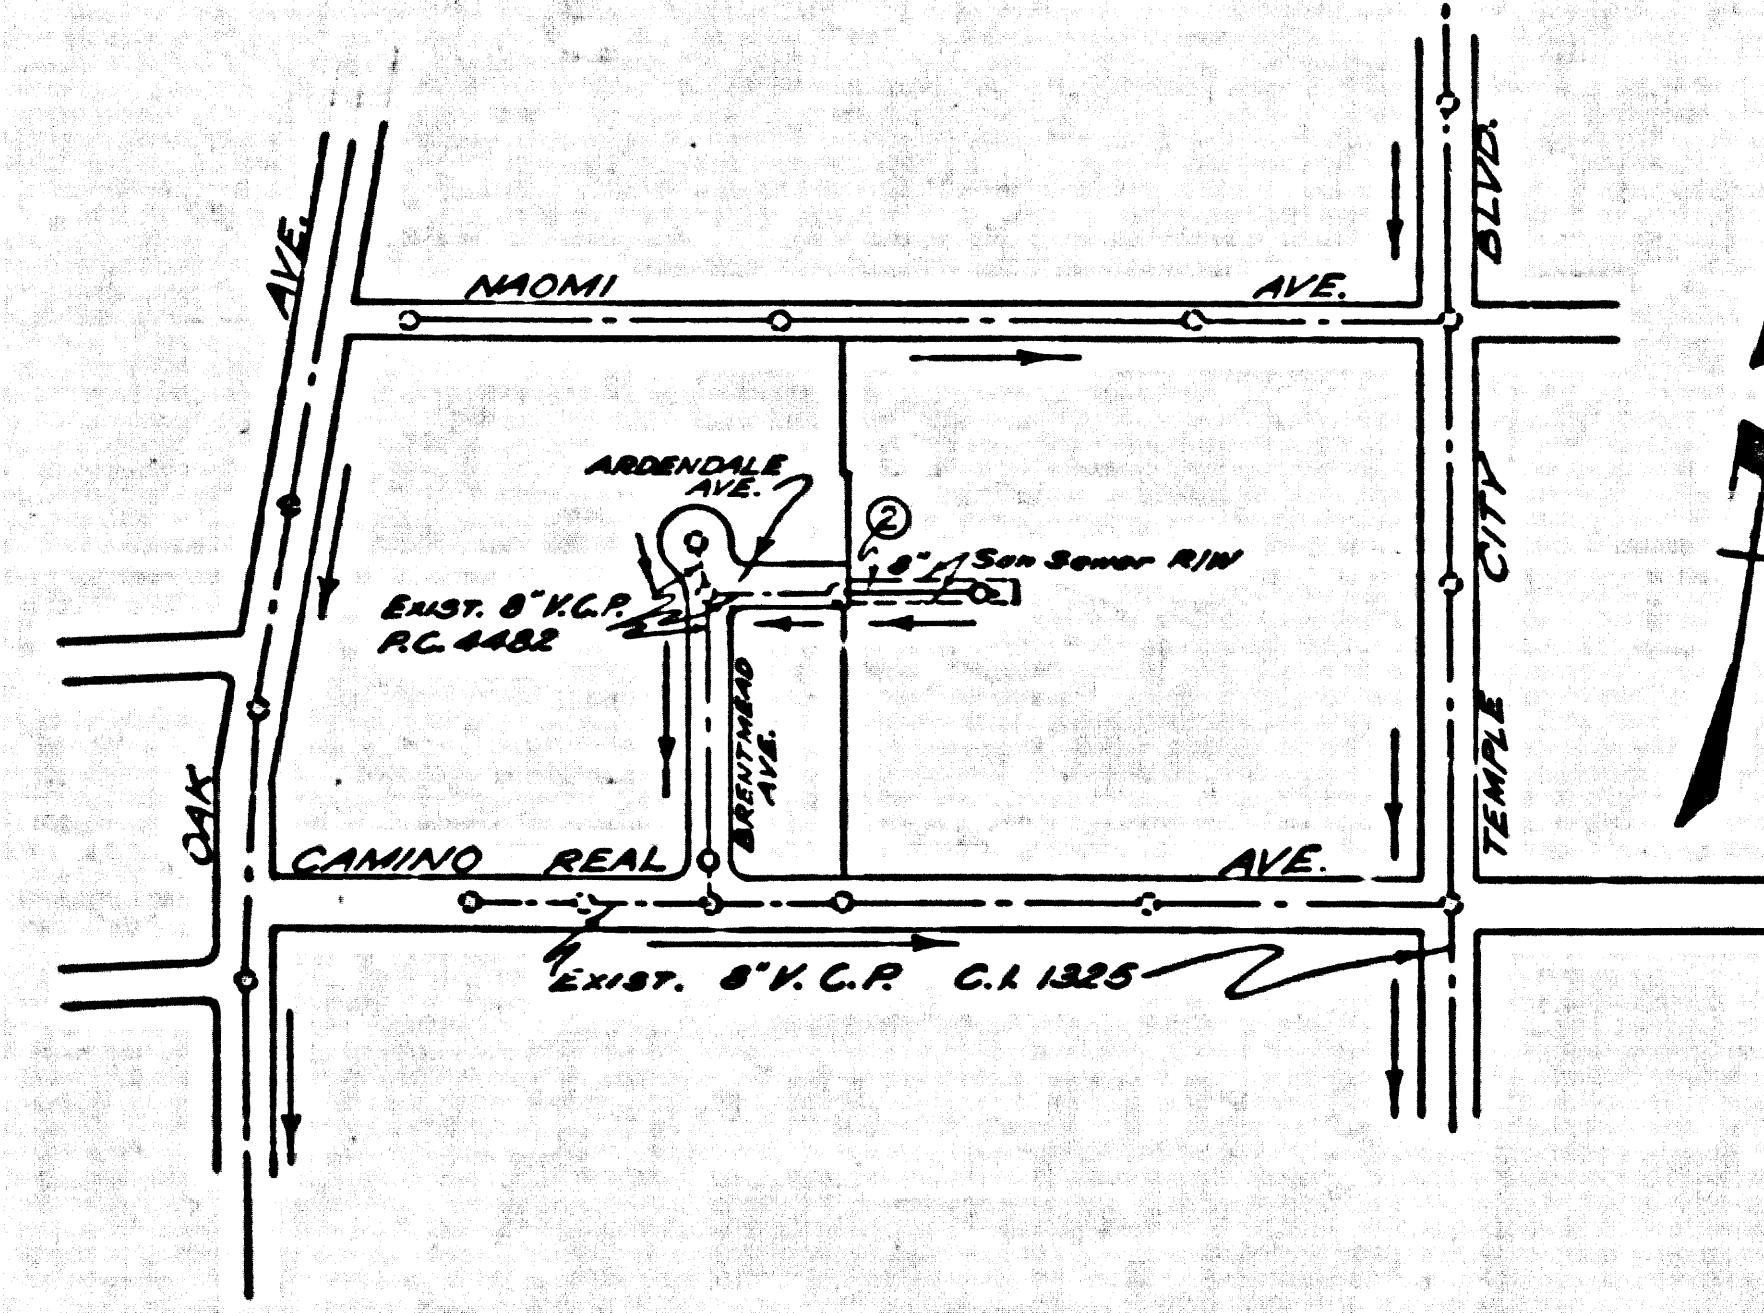 AVE.
BLVD.
NAOMI AVE.
ARDENDALE
AVE.
2
8" San Sewer R/W
EXIST. 8" V.C.P.
P.C. 4482
BRENTMEAD
AVE.
OAK
TEMPLE CITY
CAMINO REAL AVE.
EXIST. 8" V.C.P. C.I. 1325